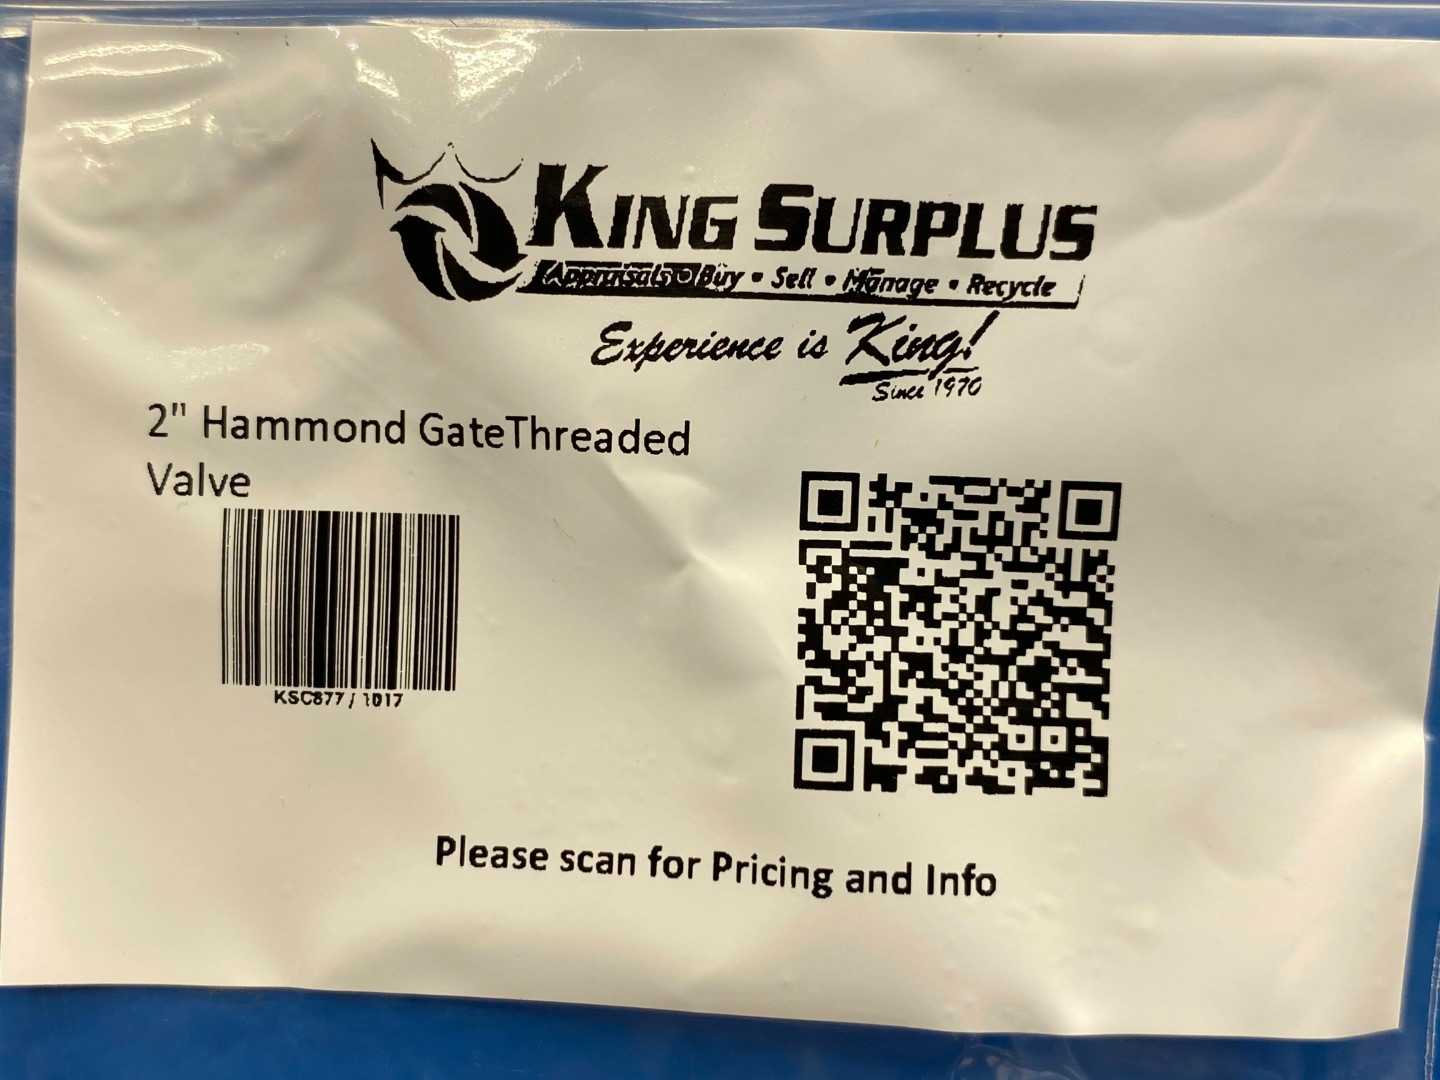 KING SURPLUS
Appraisals • Buy • Sell • Manage • Recycle
Experience is King!
Since 1970
2" Hammond GateThreaded
Valve
KSC877 / 1017
Please scan for Pricing and Info